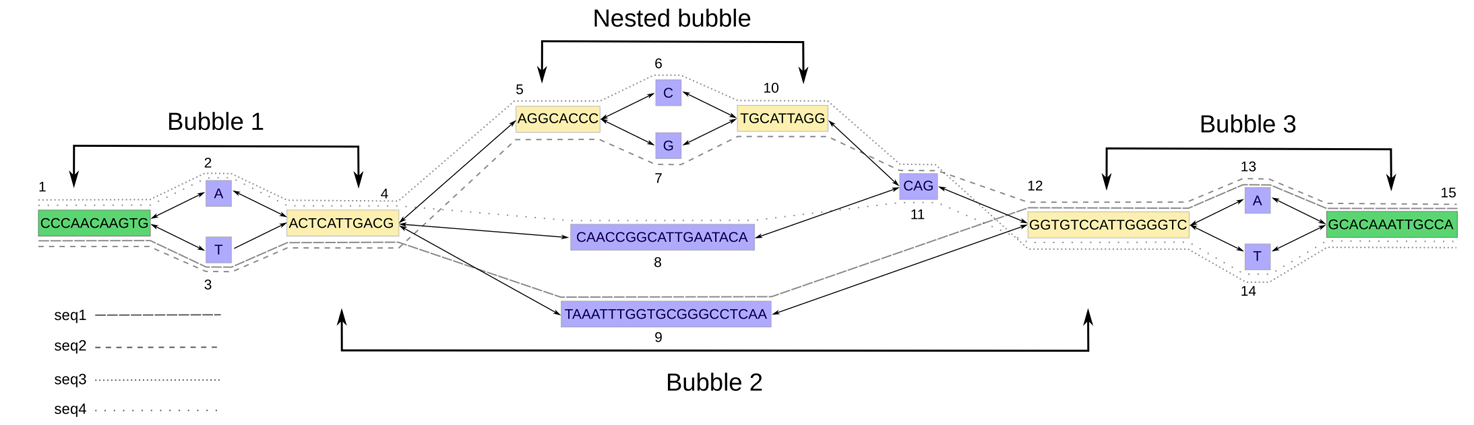 Nested bubble
6
5
C
10
AGGCACCC
TGCATTAGG
Bubble 1
Bubble 3
G
2
7
13
1
A
4
CAG
12
A
15
CCCAACAAGTG
ACTCATTGACG
11
GGTGTCCATTGGGGTC
GCACAAATTGCCA
T
CAACCGGCATTGAATACA
T
3
8
14
seq1
TAAATTTGGTGCGGGCCTCAA
9
seq2
seq3
Bubble 2
seq4